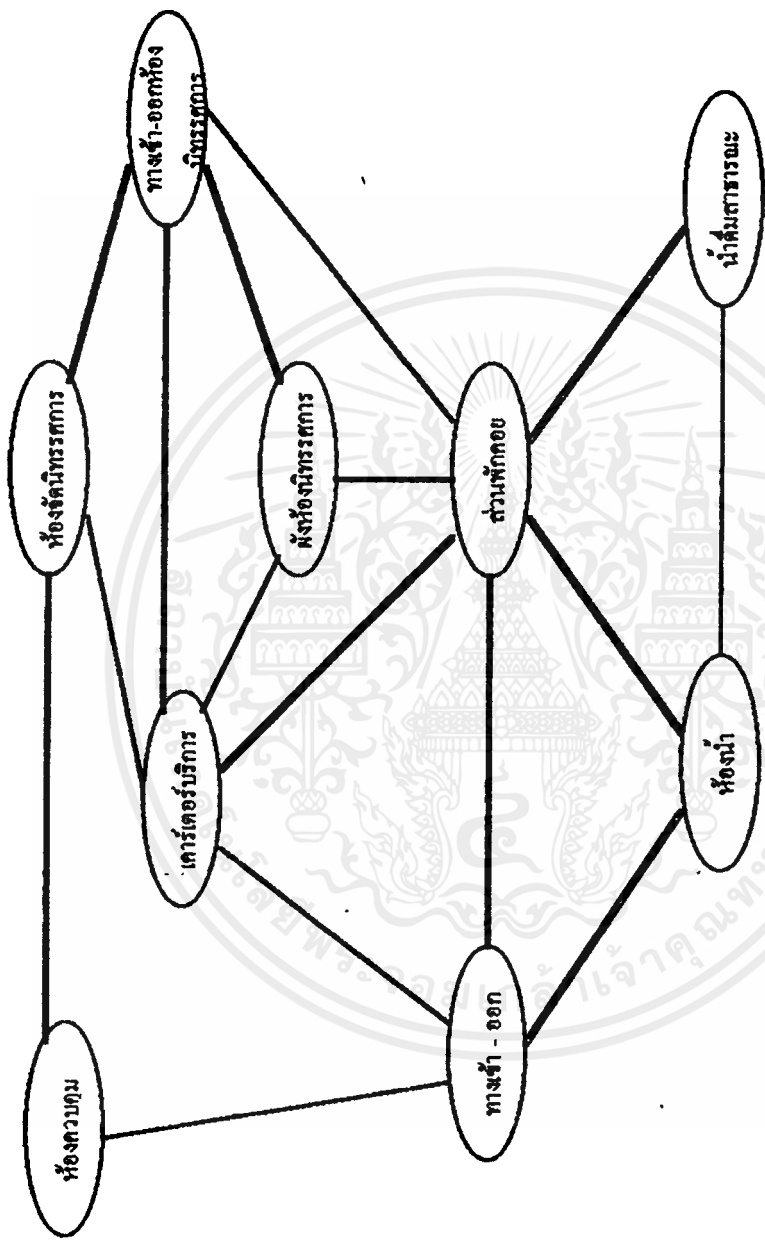 ห้องควบคุม
ห้องจัดนิทรรศการ
ทางเข้า-ออกห้อง
นิทรรศการ
เคาร์เตอร์บริการ
ผังห้องนิทรรศการ
ทางเข้า - ออก
ส่วนพักคอย
ห้องน้ำ
น้ำดื่มสาธารณะ